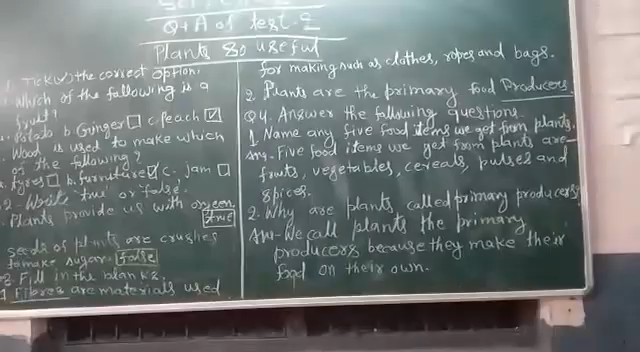 Q+A of test-2
Plants so useful
1. Tick(✓) the correct option.
Which of the following is a
fruit?
Potato b. Ginger □ c. peach ☑
Wood is used to make which
of the following?
a. Tyres □ b. furniture ☑ c. Jam □
2. Write 'true' or 'false'.
Plants provide us with oxygen.
true
seeds of plants are crushes
to make sugar. false
3. Fill in the blanks.
1. Fibres are materials used
for making such as clothes, ropes and bags.
2. Plants are the primary food Producers.
Q4. Answer the following questions.
1. Name any five food items we get from plants.
Ans- Five food items we get from plants are-
fruits, vegetables, cereals, pulses and
spices.
2. Why are plants called primary producers?
Ans- We call plants the primary
producers because they make their
food on their own.